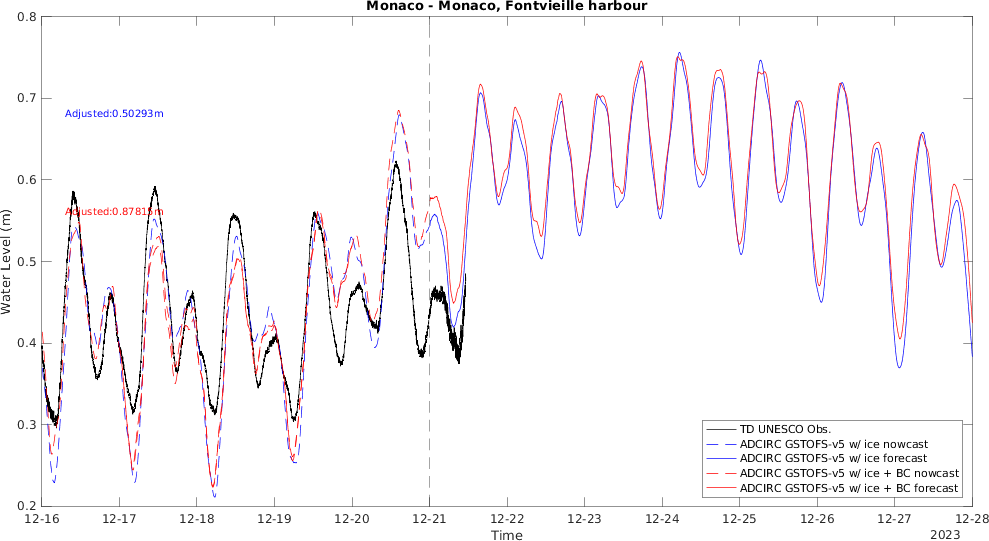 Monaco - Monaco, Fontvieille harbour
0.8
0.7
0.6
0.5
0.4
0.3
0.2
Water Level (m)
Adjusted:0.50293m
Adjusted:0.87815m
TD UNESCO Obs.
ADCIRC GSTOFS-v5 w/ ice nowcast
ADCIRC GSTOFS-v5 w/ ice forecast
ADCIRC GSTOFS-v5 w/ ice + BC nowcast
ADCIRC GSTOFS-v5 w/ ice + BC forecast
12-16 12-17 12-18 12-19 12-20 12-21 12-22 12-23 12-24 12-25 12-26 12-27 12-28
Time
2023